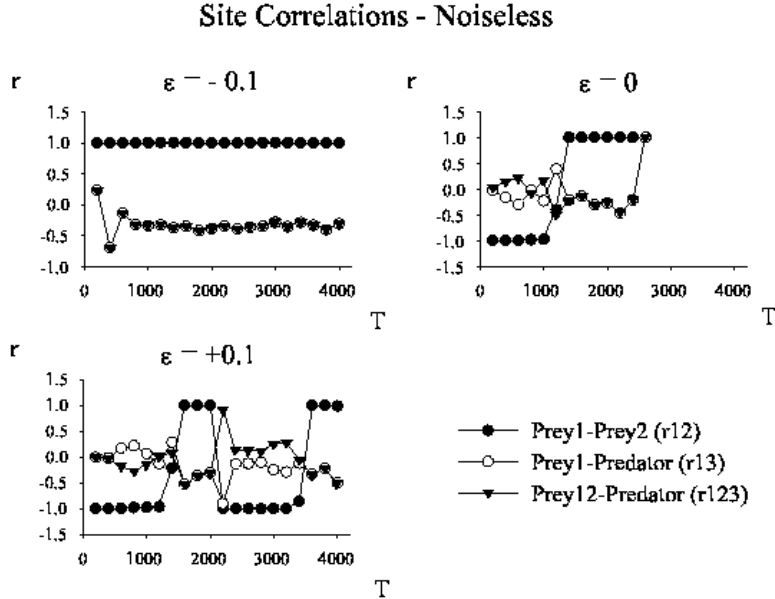 Site Correlations - Noiseless
r
ε = - 0.1
1.5
1.0
0.5
0.0
-0.5
-1.0
0 1000 2000 3000 4000
T
r
ε = 0
1.5
1.0
0.5
0.0
-0.5
-1.0
-1.5
0 1000 2000 3000 4000
T
r
ε = +0.1
1.5
1.0
0.5
0.0
-0.5
-1.0
-1.5
0 1000 2000 3000 4000
T
Prey1-Prey2 (r12)
Prey1-Predator (r13)
Prey12-Predator (r123)